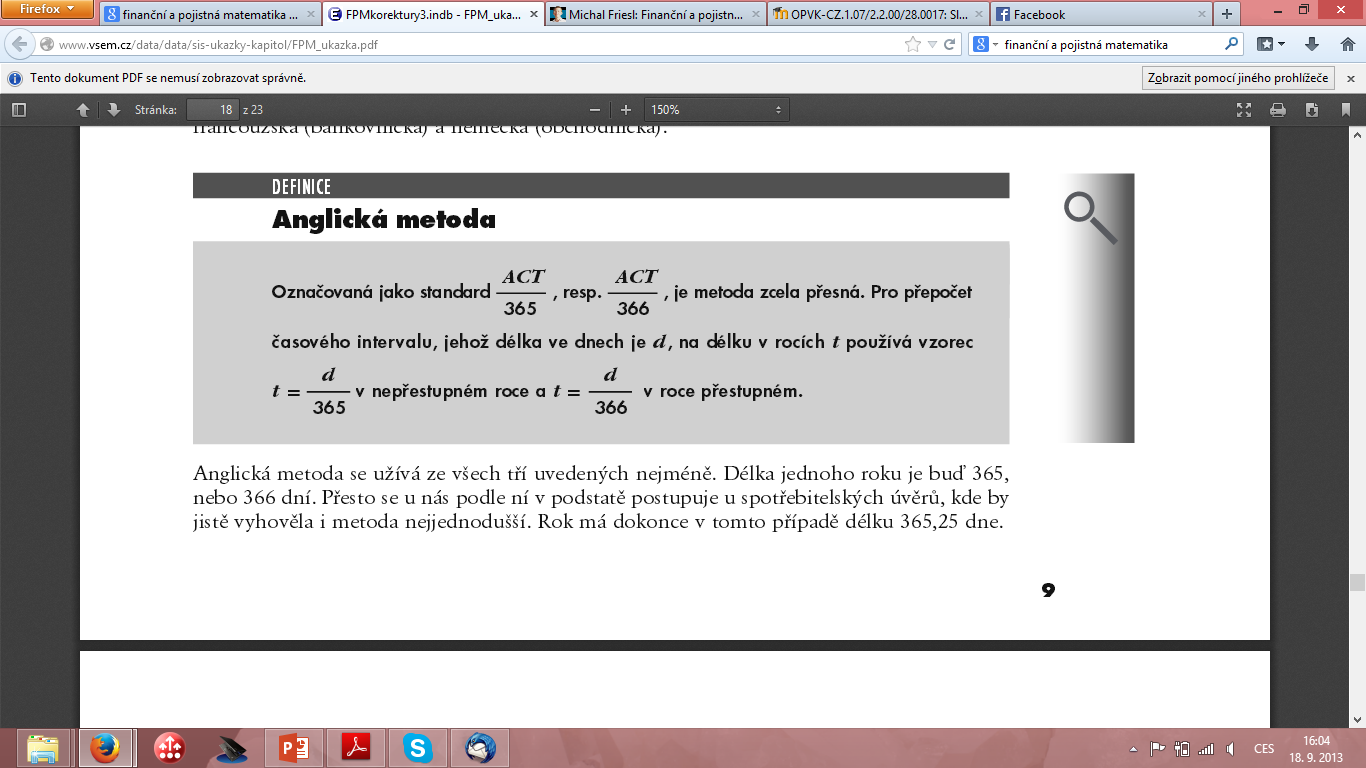 Firefox
finanční a pojistná matematika ...
FPMkorektury3.indb - FPM_uka...
Michal Friesl: Finanční a pojistn...
OPVK-CZ.1.07/2.2.00/28.0017: Sl...
Facebook
www.vsem.cz/data/data/sis-ukazky-kapitol/FPM_ukazka.pdf
finanční a pojistná matematika
Tento dokument PDF se nemusí zobrazovat správně.
Zobrazit pomocí jiného prohlížeče
Stránka: 18 z 23
150%
francouzská (bankovnická) a německá (obchodnická).
DEFINICE
Anglická metoda
Označovaná jako standard ACT/365, resp. ACT/366, je metoda zcela přesná. Pro přepočet
časového intervalu, jehož délka ve dnech je d, na délku v rocích t používá vzorec
t = d/365 v nepřestupném roce a t = d/366 v roce přestupném.
Anglická metoda se užívá ze všech tří uvedených nejméně. Délka jednoho roku je buď 365,
nebo 366 dní. Přesto se u nás podle ní v podstatě postupuje u spotřebitelských úvěrů, kde by
jistě vyhověla i metoda nejjednodušší. Rok má dokonce v tomto případě délku 365,25 dne.
9
CES
16:04
18. 9. 2013